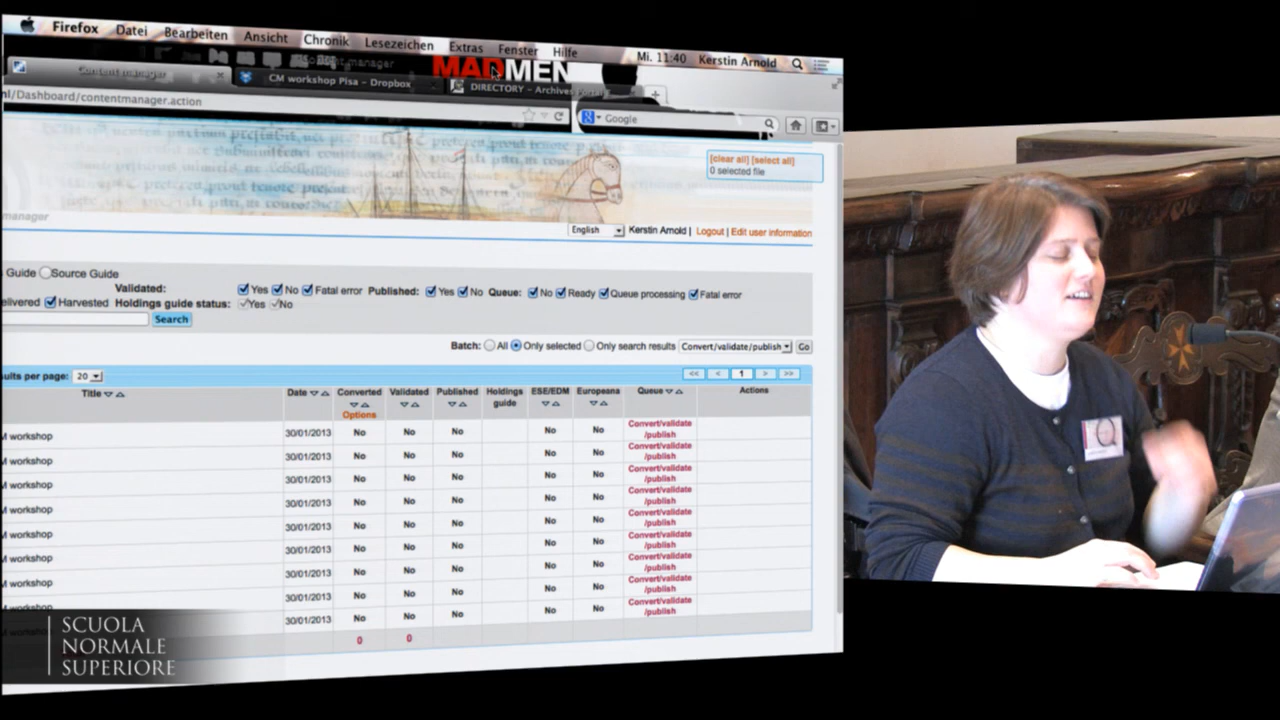 Firefox Datei Bearbeiten Ansicht Chronik Lesezeichen Extras Fenster Hilfe Mi. 11:40 Kerstin Arnold
MADMEN
Content manager CM workshop Pisa – Dropbox DIRECTORY – Archives Portal
nl/Dashboard/contentmanager.action Google
[clear all] [select all]
0 selected file
manager
English Kerstin Arnold | Logout | Edit user information
Guide Source Guide
Validated: Yes No Fatal error Published: Yes No Queue: No Ready Queue processing Fatal error
elivered Harvested Holdings guide status: Yes No
Search
Batch: All Only selected Only search results Convert/validate/publish Go
ults per page: 20 << < 1 > >>
Title Date Converted Validated Published Holdings guide ESE/EDM Europeana Queue Actions
Options
M workshop 30/01/2013 No No No No No Convert/validate/publish
M workshop 30/01/2013 No No No No No Convert/validate/publish
M workshop 30/01/2013 No No No No No Convert/validate/publish
M workshop 30/01/2013 No No No No No Convert/validate/publish
M workshop 30/01/2013 No No No No No Convert/validate/publish
M workshop 30/01/2013 No No No No No Convert/validate/publish
M workshop 30/01/2013 No No No No No Convert/validate/publish
M workshop 30/01/2013 No No No No No Convert/validate/publish
M workshop 30/01/2013 No No No No No Convert/validate/publish
0 0
SCUOLA
NORMALE
SUPERIORE